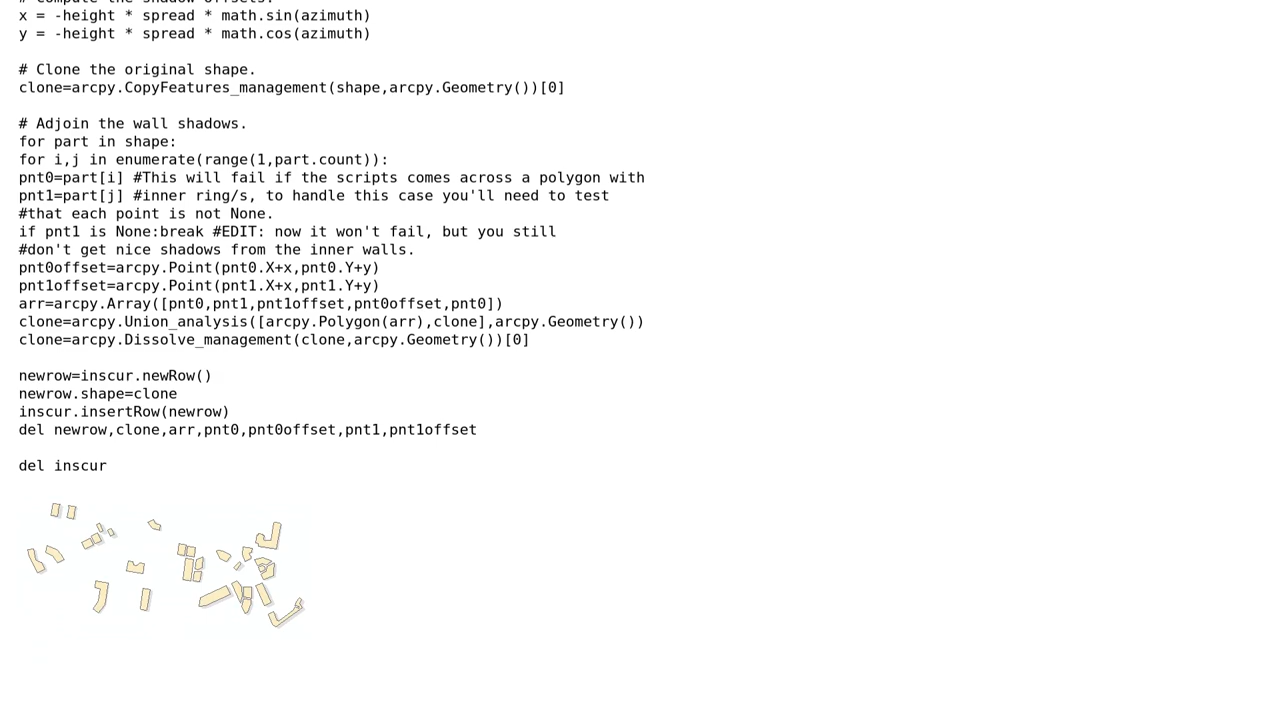 # Compute the shadow offsets.
x = -height * spread * math.sin(azimuth)
y = -height * spread * math.cos(azimuth)
# Clone the original shape.
clone=arcpy.CopyFeatures_management(shape,arcpy.Geometry())[0]
# Adjoin the wall shadows.
for part in shape:
for i,j in enumerate(range(1,part.count)):
pnt0=part[i] #This will fail if the scripts comes across a polygon with
pnt1=part[j] #inner ring/s, to handle this case you'll need to test
#that each point is not None.
if pnt1 is None:break #EDIT: now it won't fail, but you still
#don't get nice shadows from the inner walls.
pnt0offset=arcpy.Point(pnt0.X+x,pnt0.Y+y)
pnt1offset=arcpy.Point(pnt1.X+x,pnt1.Y+y)
arr=arcpy.Array([pnt0,pnt1,pnt1offset,pnt0offset,pnt0])
clone=arcpy.Union_analysis([arcpy.Polygon(arr),clone],arcpy.Geometry())
clone=arcpy.Dissolve_management(clone,arcpy.Geometry())[0]
newrow=inscur.newRow()
newrow.shape=clone
inscur.insertRow(newrow)
del newrow,clone,arr,pnt0,pnt0offset,pnt1,pnt1offset
del inscur